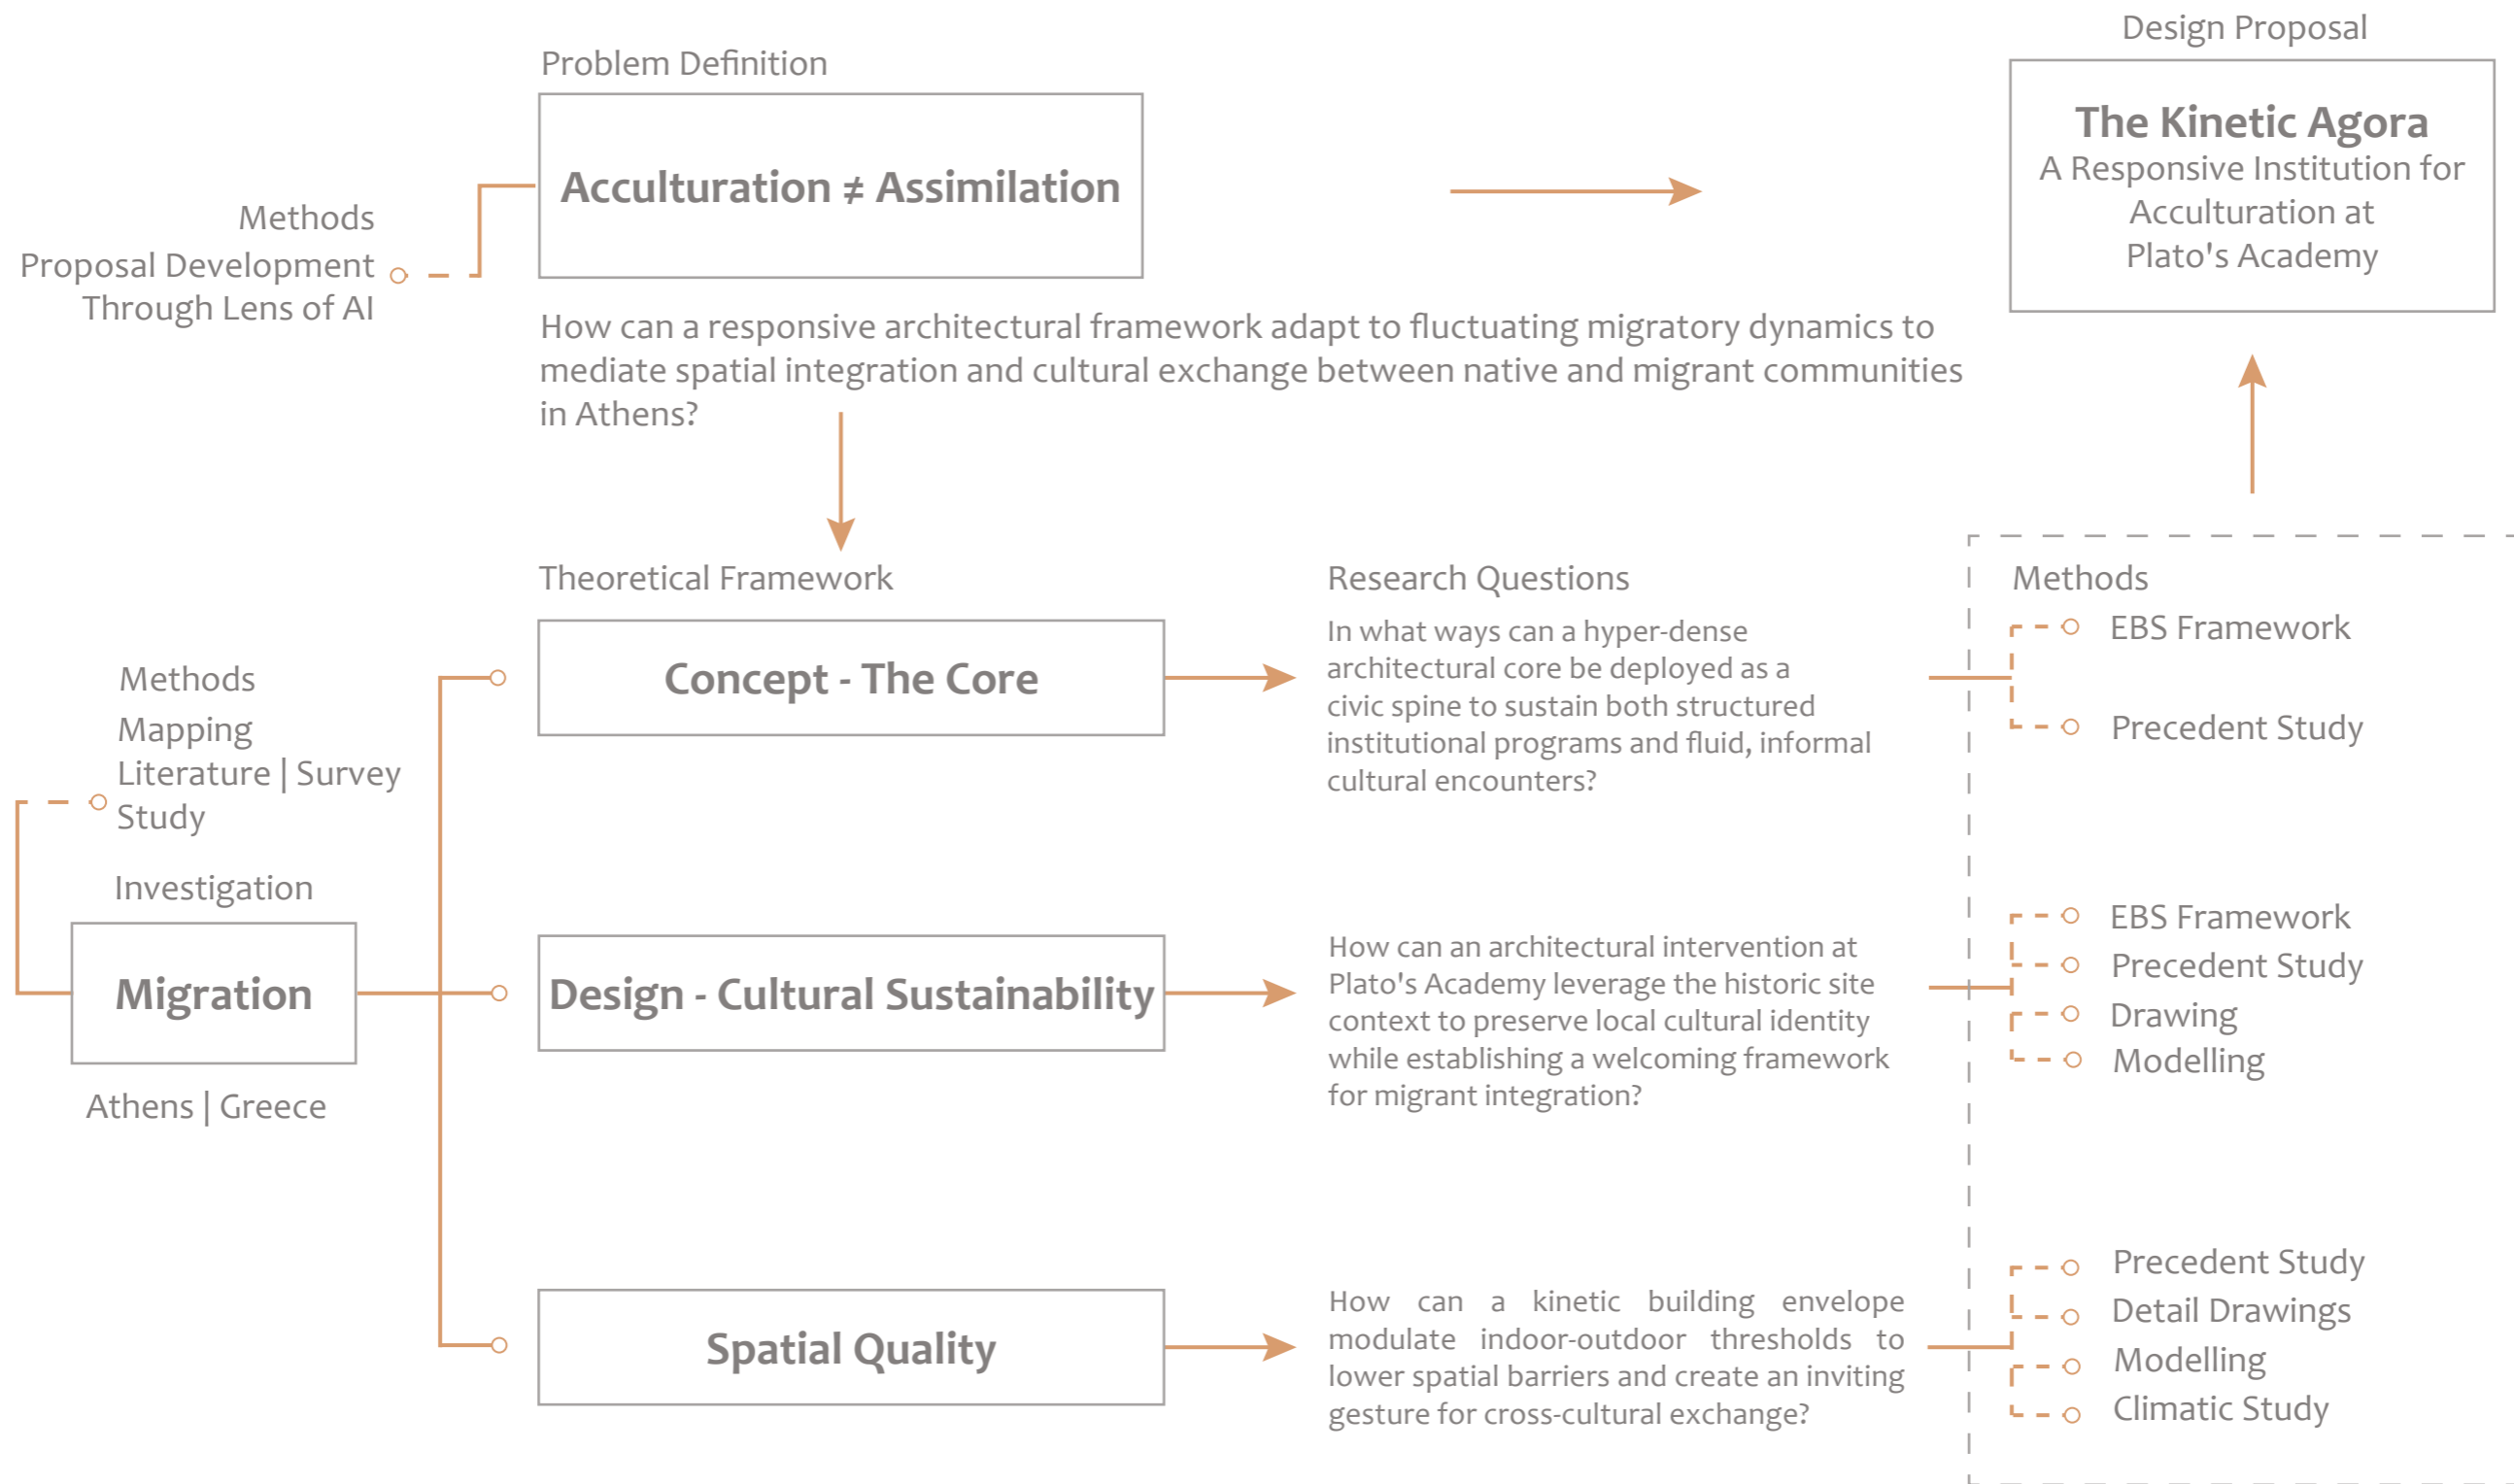 Problem Definition
Acculturation ≠ Assimilation
Methods
Proposal Development
Through Lens of AI
How can a responsive architectural framework adapt to fluctuating migratory dynamics to
mediate spatial integration and cultural exchange between native and migrant communities
in Athens?
Design Proposal
The Kinetic Agora
A Responsive Institution for
Acculturation at
Plato's Academy
Methods
Mapping
Literature | Survey
Study
Investigation
Migration
Athens | Greece
Theoretical Framework
Concept - The Core
Design - Cultural Sustainability
Spatial Quality
Research Questions
In what ways can a hyper-dense
architectural core be deployed as a
civic spine to sustain both structured
institutional programs and fluid, informal
cultural encounters?
How can an architectural intervention at
Plato's Academy leverage the historic site
context to preserve local cultural identity
while establishing a welcoming framework
for migrant integration?
How can a kinetic building envelope
modulate indoor-outdoor thresholds to
lower spatial barriers and create an inviting
gesture for cross-cultural exchange?
Methods
EBS Framework
Precedent Study
EBS Framework
Precedent Study
Drawing
Modelling
Precedent Study
Detail Drawings
Modelling
Climatic Study